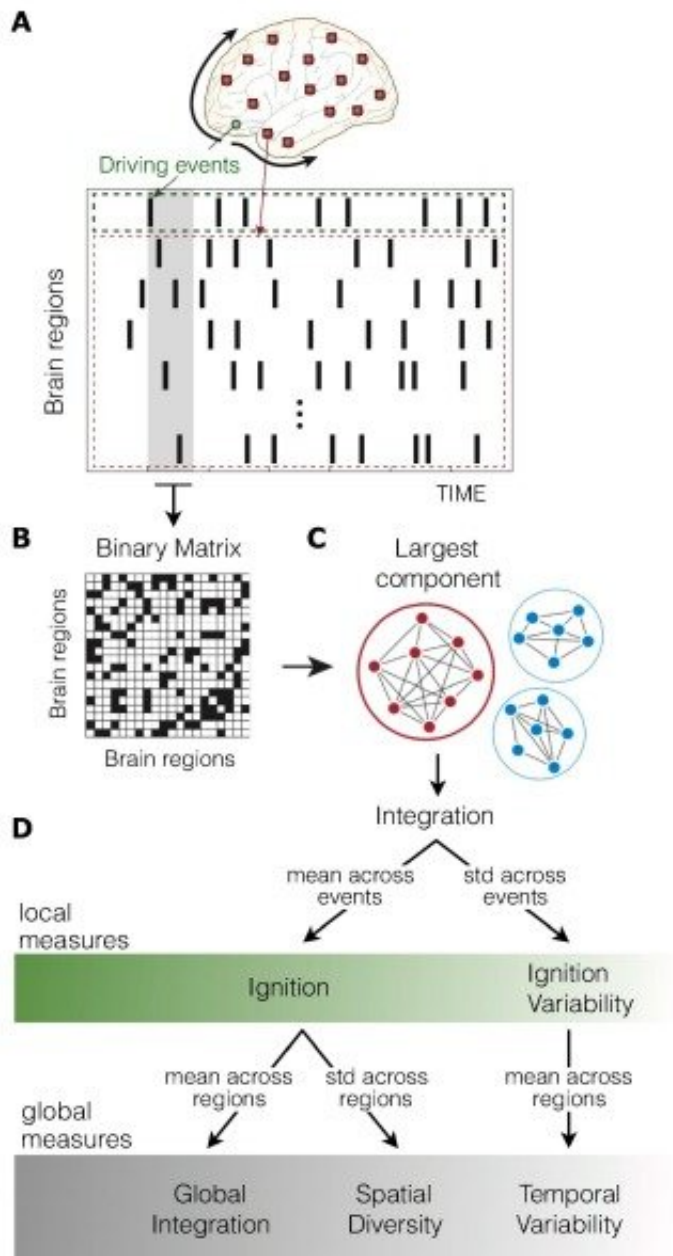 A
Driving events
Brain regions
TIME
B
Binary Matrix
Brain regions
Brain regions
C
Largest
component
Integration
D
mean across
events
std across
events
local
measures
Ignition
Ignition
Variability
mean across
regions
std across
regions
mean across
regions
global
measures
Global
Integration
Spatial
Diversity
Temporal
Variability